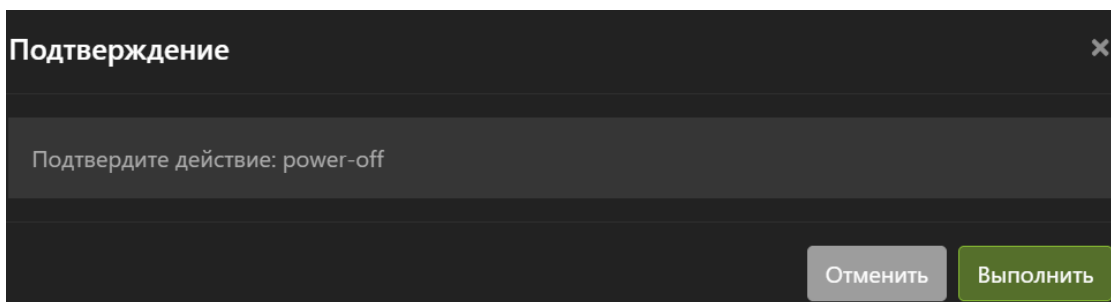 Подтверждение
Подтвердите действие: power-off
Отменить Выполнить